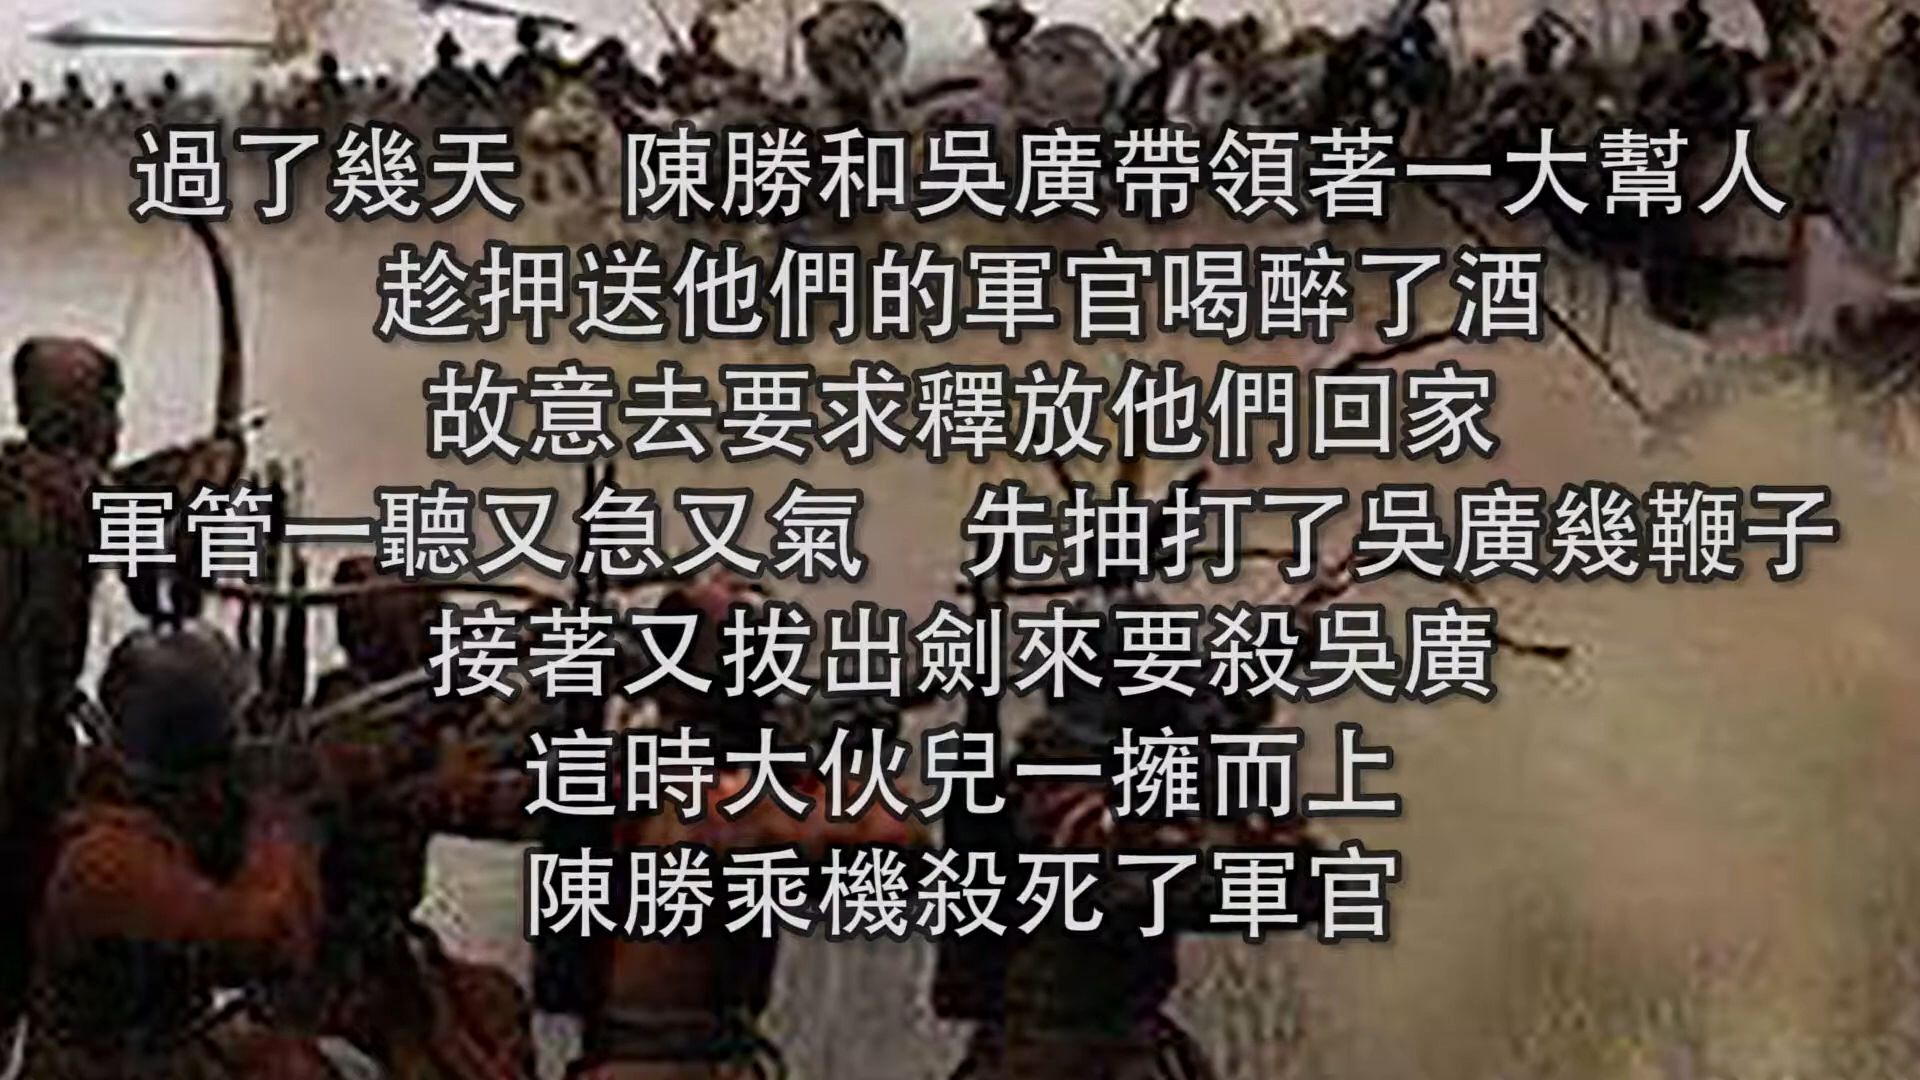 過了幾天　陳勝和吳廣帶領著一大幫人
趁押送他們的軍官喝醉了酒
故意去要求釋放他們回家
軍管一聽又急又氣　先抽打了吳廣幾鞭子
接著又拔出劍來要殺吳廣
這時大伙兒一擁而上
陳勝乘機殺死了軍官